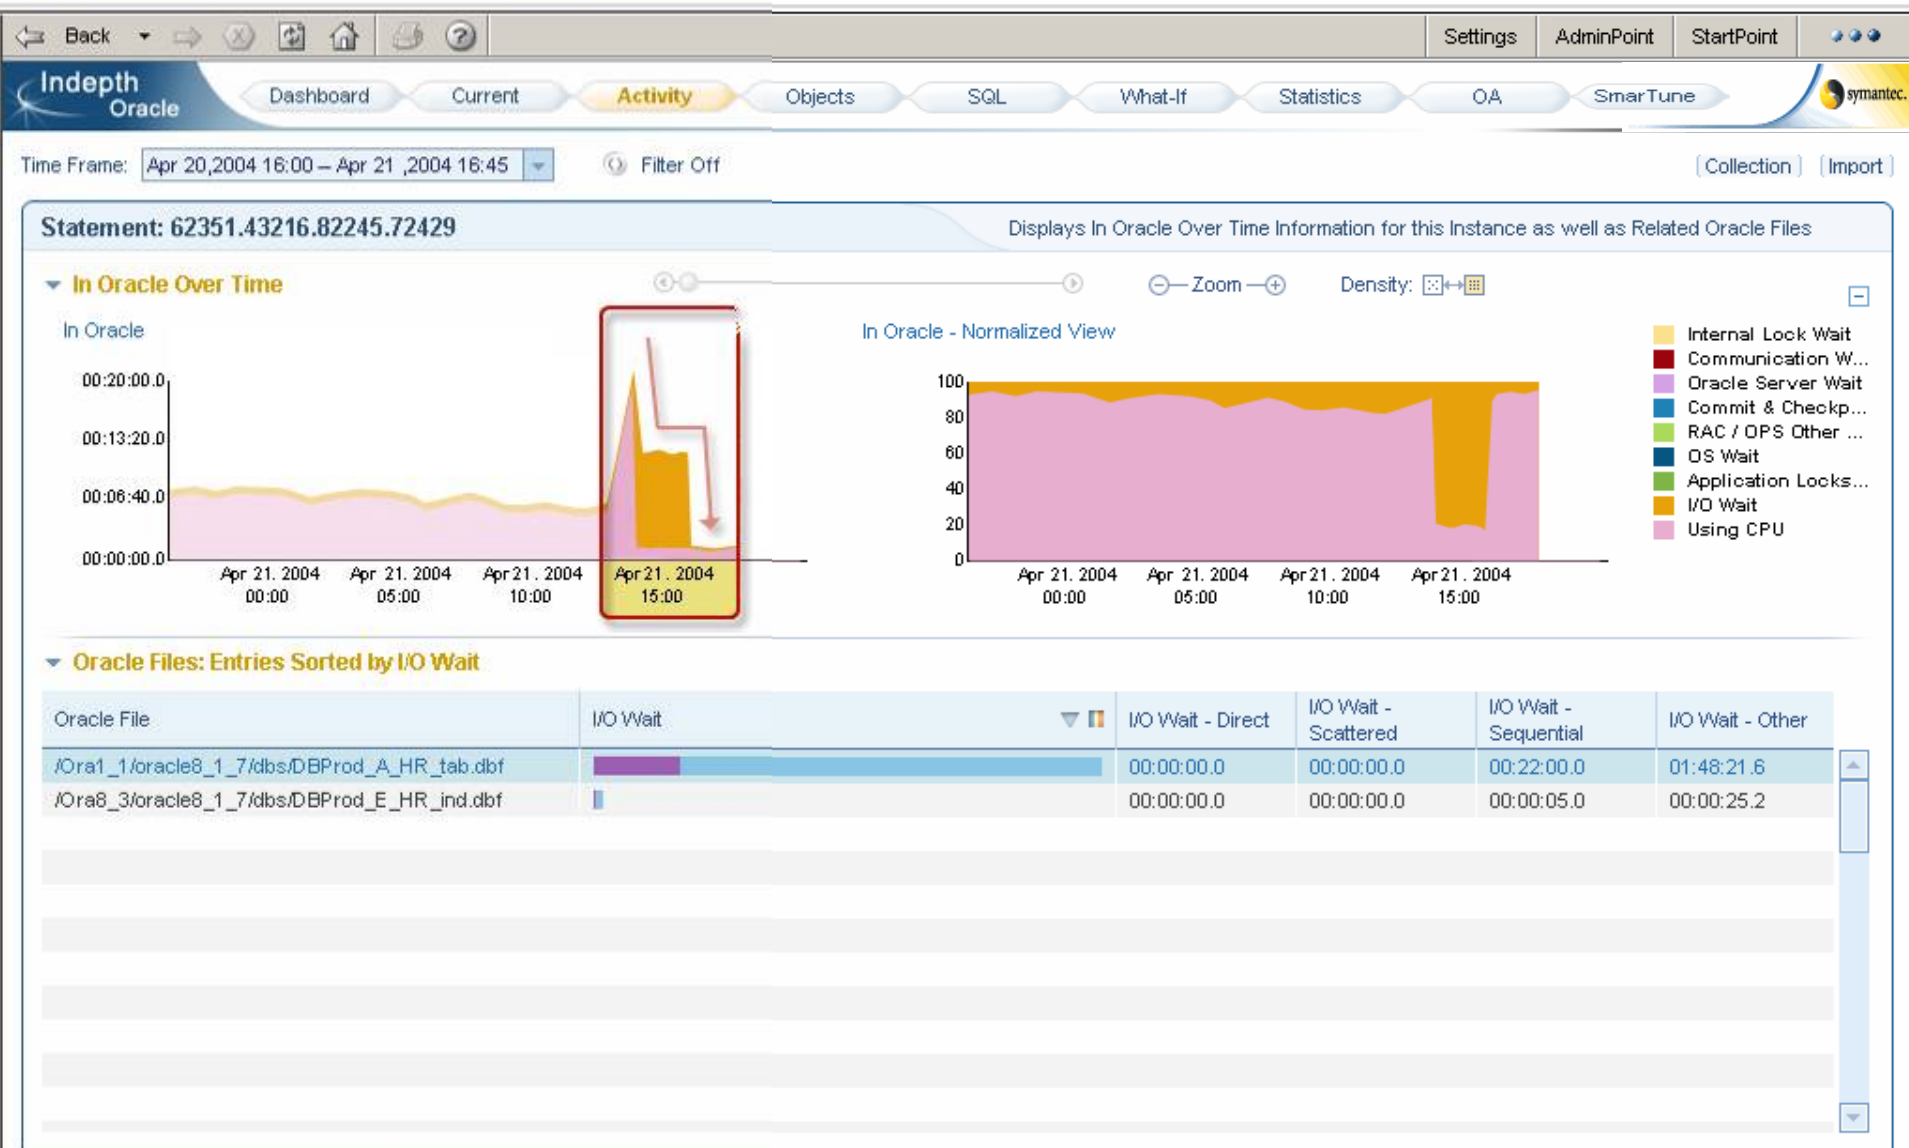 Back Settings AdminPoint StartPoint
Indepth
Oracle
Dashboard Current Activity Objects SQL What-If Statistics OA SmarTune symantec.
Time Frame: Apr 20,2004 16:00 – Apr 21 ,2004 16:45 Filter Off Collection Import
Statement: 62351.43216.82245.72429 Displays In Oracle Over Time Information for this Instance as well as Related Oracle Files
In Oracle Over Time Zoom Density:
In Oracle
00:20:00.0
00:13:20.0
00:06:40.0
00:00:00.0
Apr 21. 2004 Apr 21. 2004 Apr 21. 2004 Apr 21. 2004
00:00 05:00 10:00 15:00
In Oracle - Normalized View
100
80
60
40
20
0
Apr 21. 2004 Apr 21. 2004 Apr 21. 2004 Apr 21. 2004
00:00 05:00 10:00 15:00
Internal Lock Wait
Communication W...
Oracle Server Wait
Commit & Checkp...
RAC / OPS Other ...
OS Wait
Application Locks...
I/O Wait
Using CPU
Oracle Files: Entries Sorted by I/O Wait
Oracle File I/O Wait I/O Wait - Direct I/O Wait - Scattered I/O Wait - Sequential I/O Wait - Other
/Ora1_1/oracle8_1_7/dbs/DBProd_A_HR_tab.dbf 00:00:00.0 00:00:00.0 00:22:00.0 01:48:21.6
/Ora8_3/oracle8_1_7/dbs/DBProd_E_HR_ind.dbf 00:00:00.0 00:00:00.0 00:00:05.0 00:00:25.2